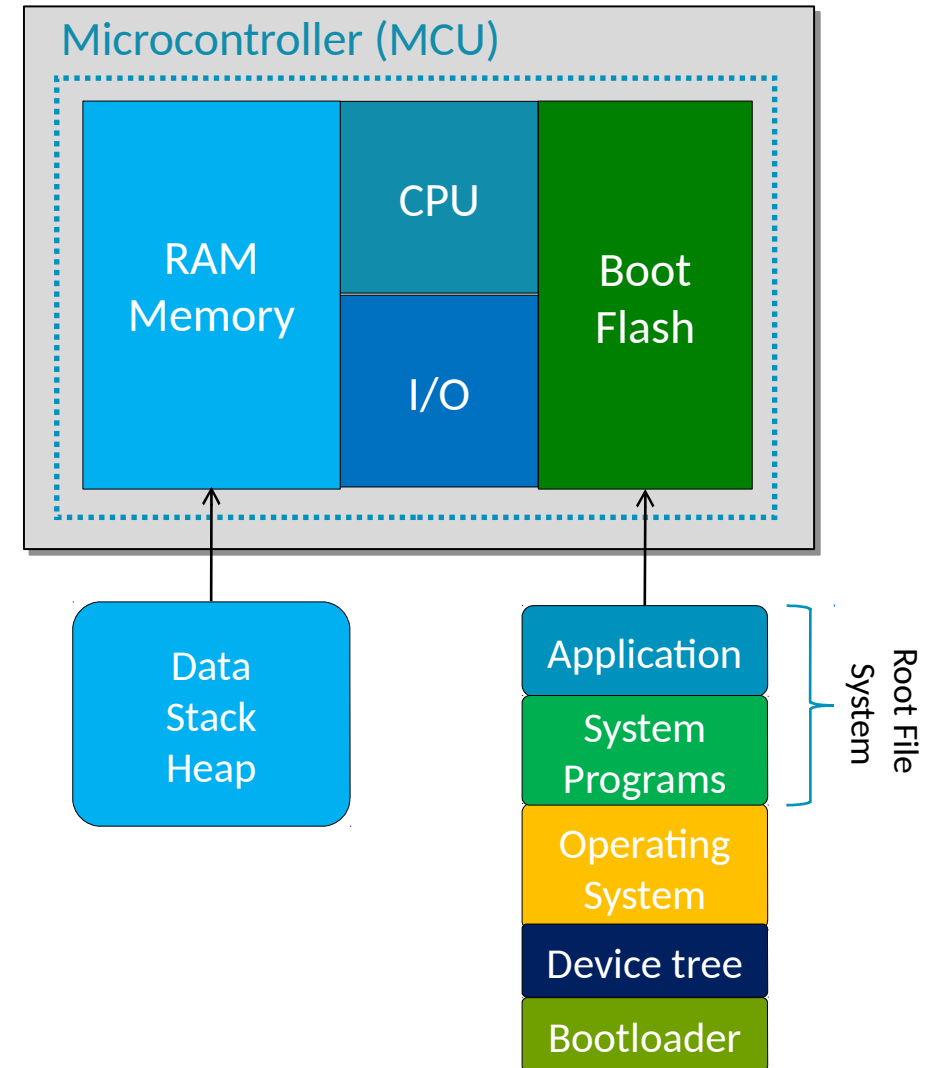 Microcontroller (MCU)
RAM
Memory
CPU
I/O
Boot
Flash
Data
Stack
Heap
Application
System
Programs
Operating
System
Device tree
Bootloader
Root File
System